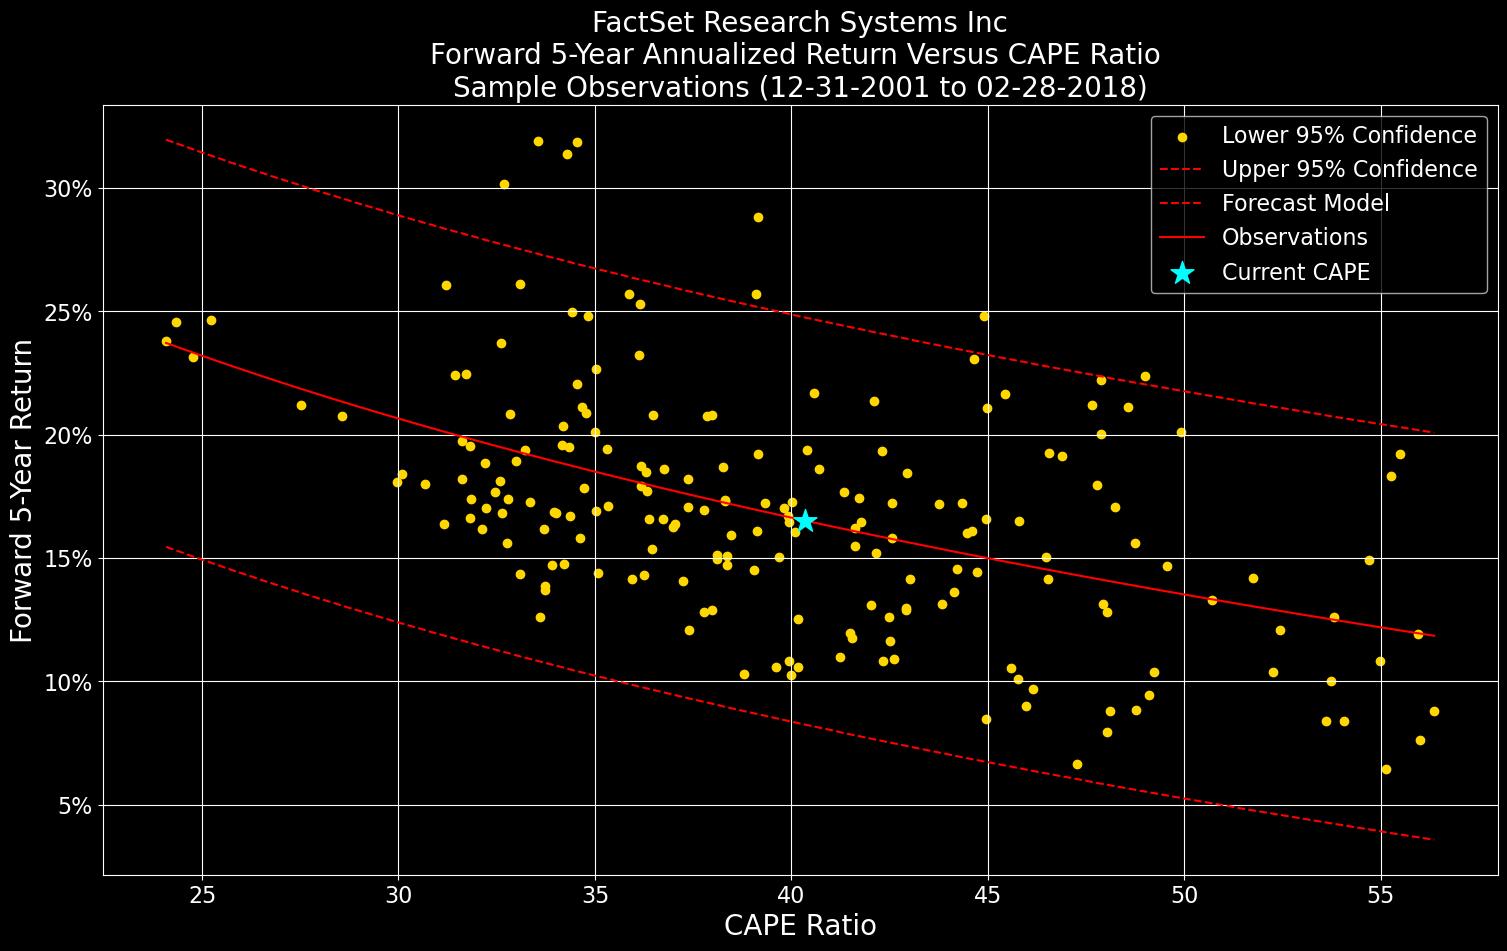 FactSet Research Systems Inc
Forward 5-Year Annualized Return Versus CAPE Ratio
Sample Observations (12-31-2001 to 02-28-2018)
Lower 95% Confidence
Upper 95% Confidence
Forecast Model
Observations
Current CAPE
Forward 5-Year Return
30%
25%
20%
15%
10%
5%
25 30 35 40 45 50 55
CAPE Ratio